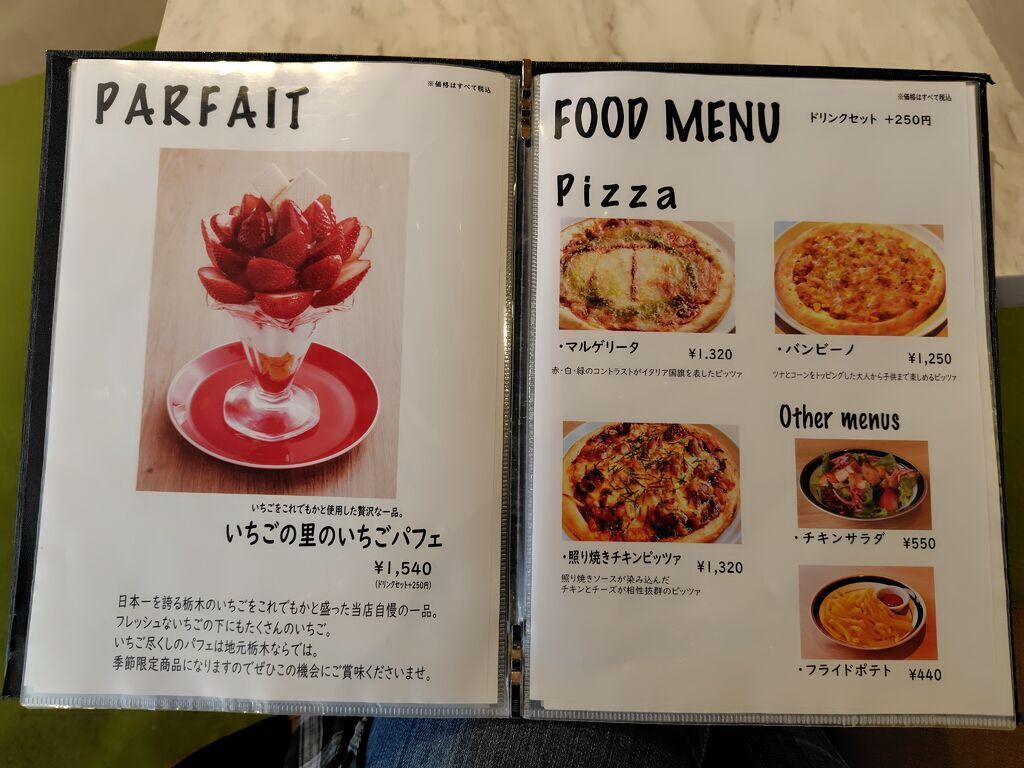 PARFAIT
※価格はすべて税込
いちごをこれでもかと使用した贅沢な一品。
いちごの里のいちごパフェ
¥1,540
(ドリンクセット+250円)
日本一を誇る栃木のいちごをこれでもかと盛った当店自慢の一品。
フレッシュないちごの下にもたくさんのいちご。
いちご尽くしのパフェは地元栃木ならでは。
季節限定商品になりますのでぜひこの機会にご賞味くださいませ。
FOOD MENU
※価格はすべて税込
ドリンクセット +250円
Pizza
・マルゲリータ
¥1.320
赤・白・緑のコントラストがイタリア国旗を表したピッツァ
・バンビーノ
¥1,250
ツナとコーンをトッピングした大人から子供まで楽しめるピッツァ
・照り焼きチキンピッツァ
¥1,320
照り焼きソースが染み込んだ
チキンとチーズが相性抜群のピッツァ
Other menus
・チキンサラダ
¥550
・フライドポテト
¥440